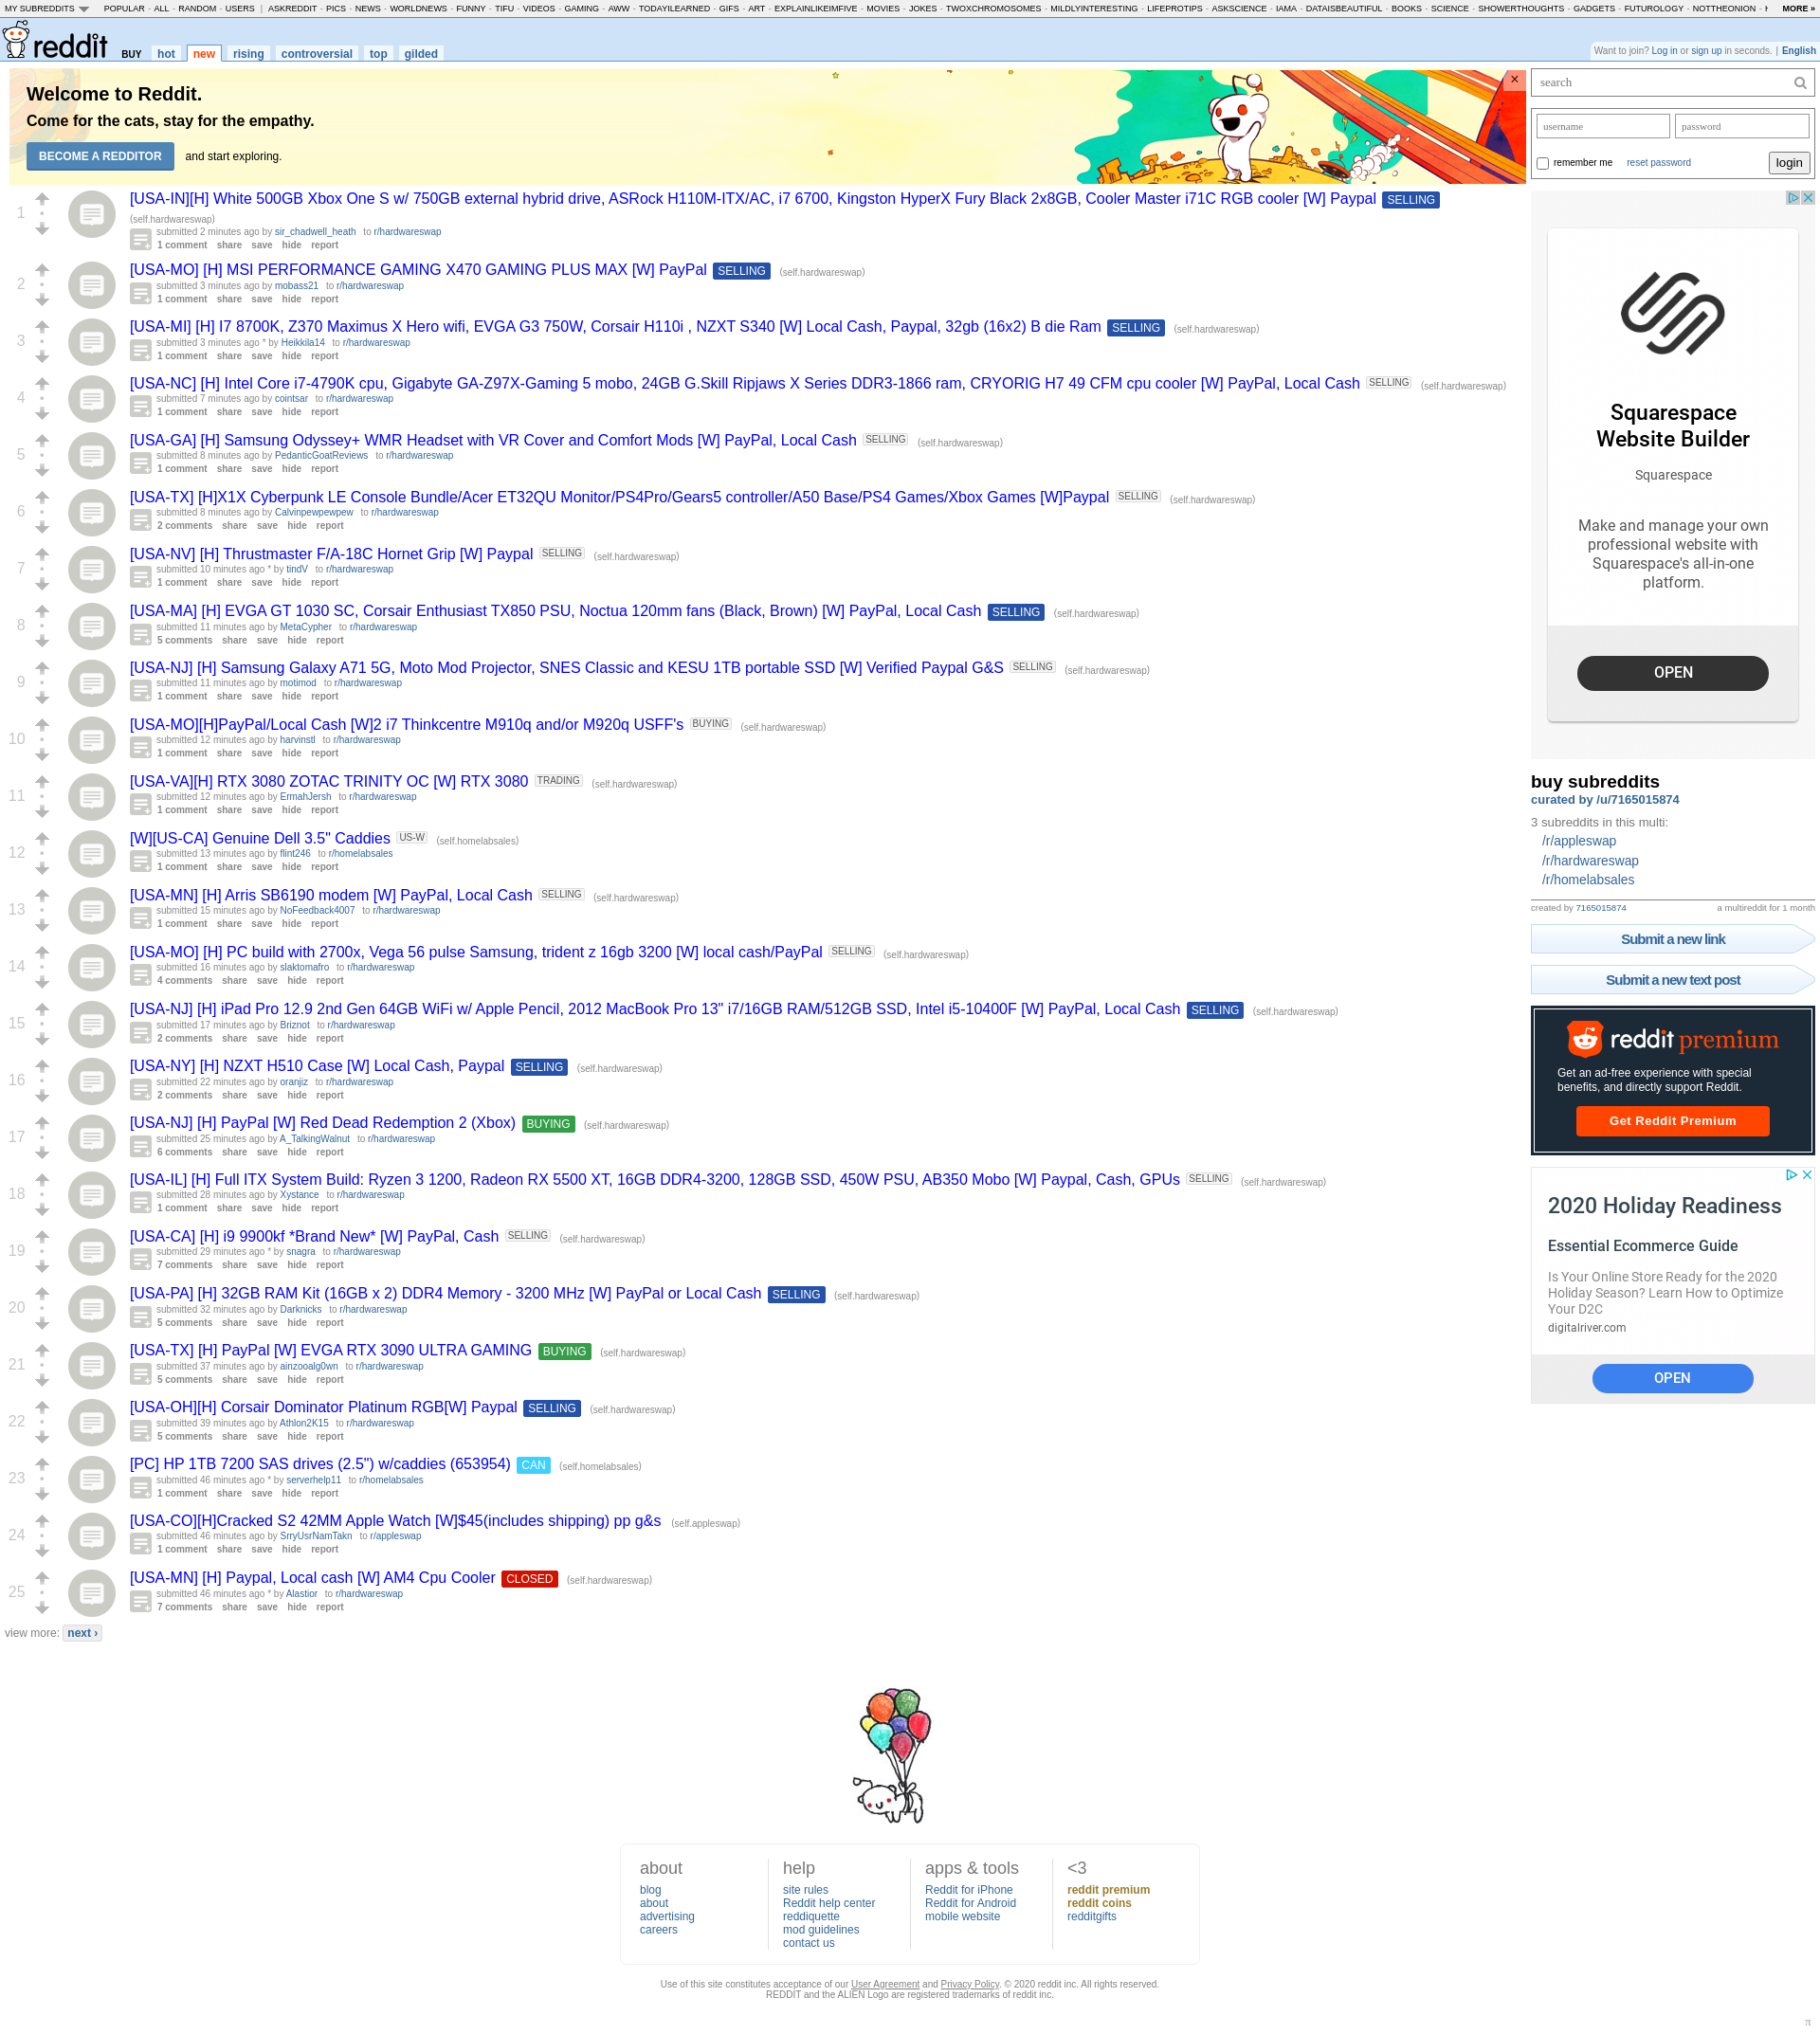 MY SUBREDDITS POPULAR - ALL - RANDOM - USERS | ASKREDDIT - PICS - NEWS - WORLDNEWS - FUNNY - TIFU - VIDEOS - GAMING - AWW - TODAYILEARNED - GIFS - ART - EXPLAINLIKEIMFIVE - MOVIES - JOKES - TWOXCHROMOSOMES - MILDLYINTERESTING - LIFEPROTIPS - ASKSCIENCE - IAMA - DATAISBEAUTIFUL - BOOKS - SCIENCE - SHOWERTHOUGHTS - GADGETS - FUTUROLOGY - NOTTHEONION - MORE »
reddit BUY hot new rising controversial top gilded
Want to join? Log in or sign up in seconds. | English
Welcome to Reddit.
Come for the cats, stay for the empathy.
BECOME A REDDITOR and start exploring.
×
1
[USA-IN][H] White 500GB Xbox One S w/ 750GB external hybrid drive, ASRock H110M-ITX/AC, i7 6700, Kingston HyperX Fury Black 2x8GB, Cooler Master i71C RGB cooler [W] Paypal SELLING
(self.hardwareswap)
submitted 2 minutes ago by sir_chadwell_heath to r/hardwareswap
1 comment share save hide report
2
[USA-MO] [H] MSI PERFORMANCE GAMING X470 GAMING PLUS MAX [W] PayPal SELLING (self.hardwareswap)
submitted 3 minutes ago by mobass21 to r/hardwareswap
1 comment share save hide report
3
[USA-MI] [H] I7 8700K, Z370 Maximus X Hero wifi, EVGA G3 750W, Corsair H110i , NZXT S340 [W] Local Cash, Paypal, 32gb (16x2) B die Ram SELLING (self.hardwareswap)
submitted 3 minutes ago * by Heikkila14 to r/hardwareswap
1 comment share save hide report
4
[USA-NC] [H] Intel Core i7-4790K cpu, Gigabyte GA-Z97X-Gaming 5 mobo, 24GB G.Skill Ripjaws X Series DDR3-1866 ram, CRYORIG H7 49 CFM cpu cooler [W] PayPal, Local Cash SELLING (self.hardwareswap)
submitted 7 minutes ago by cointsar to r/hardwareswap
1 comment share save hide report
5
[USA-GA] [H] Samsung Odyssey+ WMR Headset with VR Cover and Comfort Mods [W] PayPal, Local Cash SELLING (self.hardwareswap)
submitted 8 minutes ago by PedanticGoatReviews to r/hardwareswap
1 comment share save hide report
6
[USA-TX] [H]X1X Cyberpunk LE Console Bundle/Acer ET32QU Monitor/PS4Pro/Gears5 controller/A50 Base/PS4 Games/Xbox Games [W]Paypal SELLING (self.hardwareswap)
submitted 8 minutes ago by Calvinpewpewpew to r/hardwareswap
2 comments share save hide report
7
[USA-NV] [H] Thrustmaster F/A-18C Hornet Grip [W] Paypal SELLING (self.hardwareswap)
submitted 10 minutes ago * by tindV to r/hardwareswap
1 comment share save hide report
8
[USA-MA] [H] EVGA GT 1030 SC, Corsair Enthusiast TX850 PSU, Noctua 120mm fans (Black, Brown) [W] PayPal, Local Cash SELLING (self.hardwareswap)
submitted 11 minutes ago by MetaCypher to r/hardwareswap
5 comments share save hide report
9
[USA-NJ] [H] Samsung Galaxy A71 5G, Moto Mod Projector, SNES Classic and KESU 1TB portable SSD [W] Verified Paypal G&S SELLING (self.hardwareswap)
submitted 11 minutes ago by motimod to r/hardwareswap
1 comment share save hide report
10
[USA-MO][H]PayPal/Local Cash [W]2 i7 Thinkcentre M910q and/or M920q USFF's BUYING (self.hardwareswap)
submitted 12 minutes ago by harvinstl to r/hardwareswap
1 comment share save hide report
11
[USA-VA][H] RTX 3080 ZOTAC TRINITY OC [W] RTX 3080 TRADING (self.hardwareswap)
submitted 12 minutes ago by ErmahJersh to r/hardwareswap
1 comment share save hide report
12
[W][US-CA] Genuine Dell 3.5" Caddies US-W (self.homelabsales)
submitted 13 minutes ago by flint246 to r/homelabsales
1 comment share save hide report
13
[USA-MN] [H] Arris SB6190 modem [W] PayPal, Local Cash SELLING (self.hardwareswap)
submitted 15 minutes ago by NoFeedback4007 to r/hardwareswap
1 comment share save hide report
14
[USA-MO] [H] PC build with 2700x, Vega 56 pulse Samsung, trident z 16gb 3200 [W] local cash/PayPal SELLING (self.hardwareswap)
submitted 16 minutes ago by slaktomafro to r/hardwareswap
4 comments share save hide report
15
[USA-NJ] [H] iPad Pro 12.9 2nd Gen 64GB WiFi w/ Apple Pencil, 2012 MacBook Pro 13" i7/16GB RAM/512GB SSD, Intel i5-10400F [W] PayPal, Local Cash SELLING (self.hardwareswap)
submitted 17 minutes ago by Briznot to r/hardwareswap
2 comments share save hide report
16
[USA-NY] [H] NZXT H510 Case [W] Local Cash, Paypal SELLING (self.hardwareswap)
submitted 22 minutes ago by oranjiz to r/hardwareswap
2 comments share save hide report
17
[USA-NJ] [H] PayPal [W] Red Dead Redemption 2 (Xbox) BUYING (self.hardwareswap)
submitted 25 minutes ago by A_TalkingWalnut to r/hardwareswap
6 comments share save hide report
18
[USA-IL] [H] Full ITX System Build: Ryzen 3 1200, Radeon RX 5500 XT, 16GB DDR4-3200, 128GB SSD, 450W PSU, AB350 Mobo [W] Paypal, Cash, GPUs SELLING (self.hardwareswap)
submitted 28 minutes ago by Xystance to r/hardwareswap
1 comment share save hide report
19
[USA-CA] [H] i9 9900kf *Brand New* [W] PayPal, Cash SELLING (self.hardwareswap)
submitted 29 minutes ago * by snagra to r/hardwareswap
7 comments share save hide report
20
[USA-PA] [H] 32GB RAM Kit (16GB x 2) DDR4 Memory - 3200 MHz [W] PayPal or Local Cash SELLING (self.hardwareswap)
submitted 32 minutes ago by Darknicks to r/hardwareswap
5 comments share save hide report
21
[USA-TX] [H] PayPal [W] EVGA RTX 3090 ULTRA GAMING BUYING (self.hardwareswap)
submitted 37 minutes ago by ainzooalg0wn to r/hardwareswap
5 comments share save hide report
22
[USA-OH][H] Corsair Dominator Platinum RGB[W] Paypal SELLING (self.hardwareswap)
submitted 39 minutes ago by Athlon2K15 to r/hardwareswap
5 comments share save hide report
23
[PC] HP 1TB 7200 SAS drives (2.5") w/caddies (653954) CAN (self.homelabsales)
submitted 46 minutes ago * by serverhelp11 to r/homelabsales
1 comment share save hide report
24
[USA-CO][H]Cracked S2 42MM Apple Watch [W]$45(includes shipping) pp g&s (self.appleswap)
submitted 46 minutes ago by SrryUsrNamTakn to r/appleswap
1 comment share save hide report
25
[USA-MN] [H] Paypal, Local cash [W] AM4 Cpu Cooler CLOSED (self.hardwareswap)
submitted 46 minutes ago * by Alastior to r/hardwareswap
7 comments share save hide report
view more: next ›
search
username password
remember me reset password login
Squarespace
Website Builder
Squarespace
Make and manage your own
professional website with
Squarespace's all-in-one
platform.
OPEN
buy subreddits
curated by /u/7165015874
3 subreddits in this multi:
/r/appleswap
/r/hardwareswap
/r/homelabsales
created by 7165015874 a multireddit for 1 month
Submit a new link
Submit a new text post
reddit premium
Get an ad-free experience with special
benefits, and directly support Reddit.
Get Reddit Premium
2020 Holiday Readiness
Essential Ecommerce Guide
Is Your Online Store Ready for the 2020
Holiday Season? Learn How to Optimize
Your D2C
digitalriver.com
OPEN
about
blog
about
advertising
careers
help
site rules
Reddit help center
reddiquette
mod guidelines
contact us
apps & tools
Reddit for iPhone
Reddit for Android
mobile website
<3
reddit premium
reddit coins
redditgifts
Use of this site constitutes acceptance of our User Agreement and Privacy Policy. © 2020 reddit inc. All rights reserved.
REDDIT and the ALIEN Logo are registered trademarks of reddit inc.
π